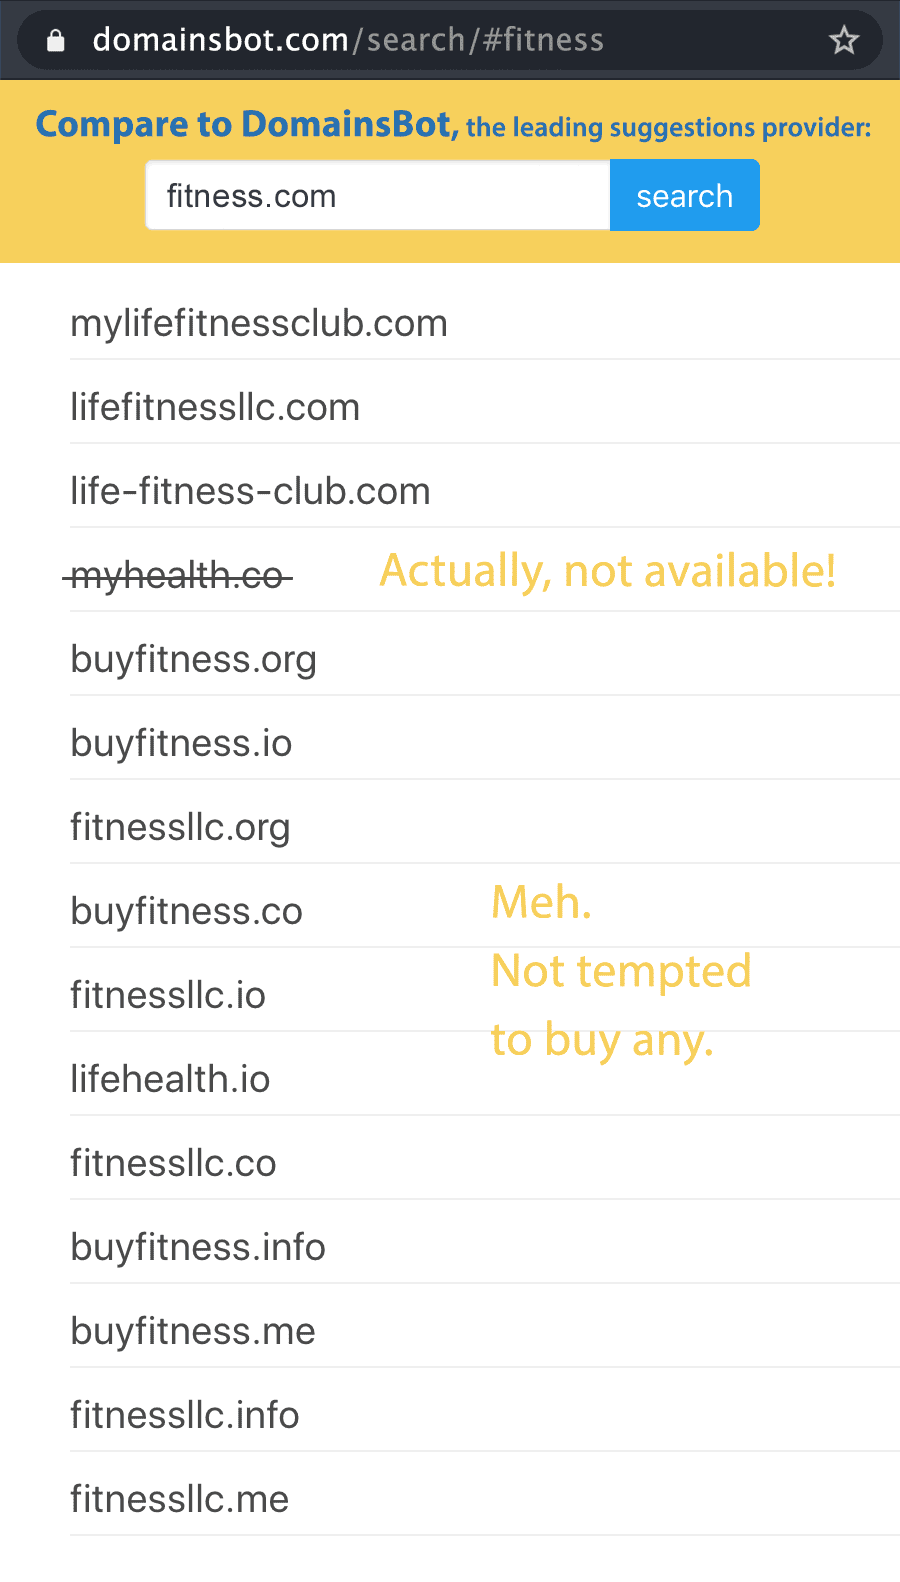 domainsbot.com/search/#fitness
Compare to DomainsBot, the leading suggestions provider:
fitness.com search
mylifefitnessclub.com
lifefitnessllc.com
life-fitness-club.com
myhealth.co Actually, not available!
buyfitness.org
buyfitness.io
fitnessllc.org
buyfitness.co
Meh.
Not tempted
to buy any.
fitnessllc.io
lifehealth.io
fitnessllc.co
buyfitness.info
buyfitness.me
fitnessllc.info
fitnessllc.me